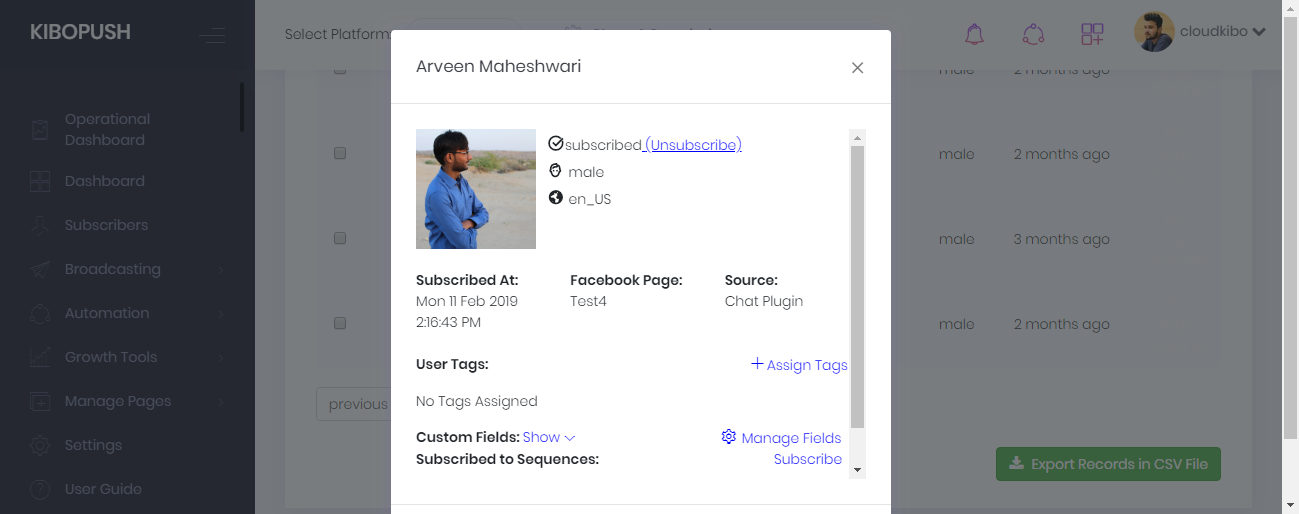 KIBOPUSH
Select Platform:
cloudkibo
Arveen Maheshwari
male 2 months ago
Operational
Dashboard
Dashboard
Subscribers
Broadcasting
Automation
Growth Tools
Manage Pages
Settings
User Guide
subscribed (Unsubscribe)
male
en_US
Subscribed At:
Mon 11 Feb 2019
2:16:43 PM
Facebook Page:
Test4
Source:
Chat Plugin
User Tags:
Assign Tags
No Tags Assigned
Custom Fields: Show
Manage Fields
Subscribed to Sequences:
Subscribe
male 2 months ago
male 3 months ago
male 2 months ago
previous
Export Records in CSV File